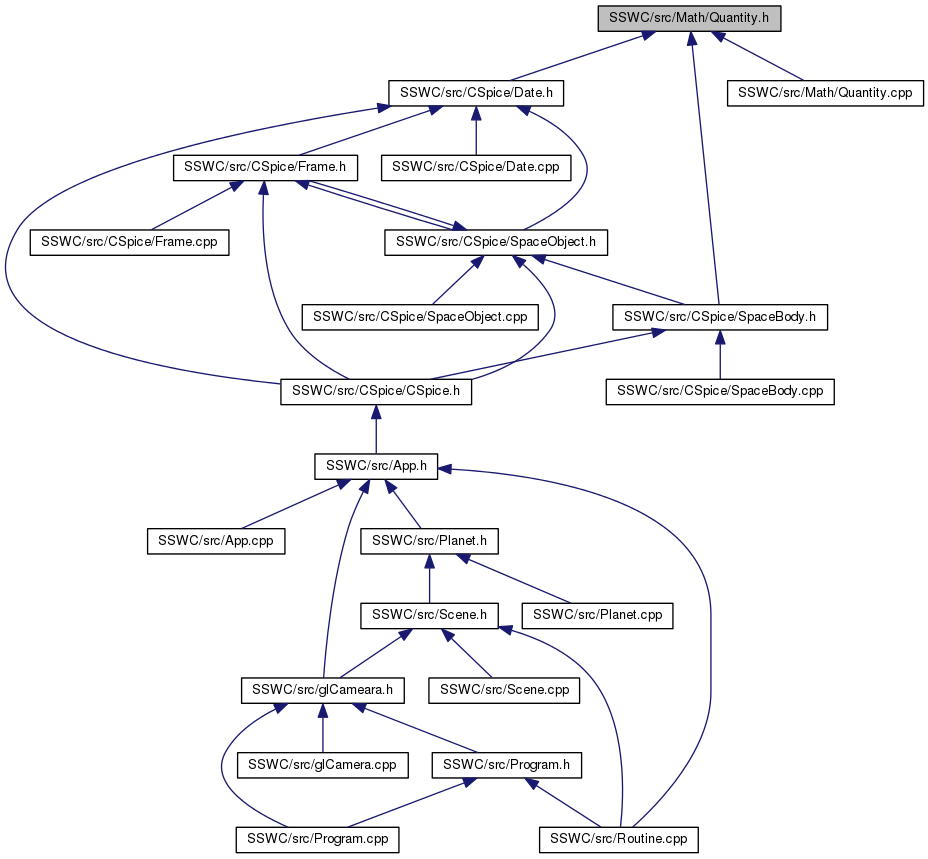 SSWC/src/Math/Quantity.h
SSWC/src/CSpice/Date.h
SSWC/src/Math/Quantity.cpp
SSWC/src/CSpice/Frame.h
SSWC/src/CSpice/Date.cpp
SSWC/src/CSpice/Frame.cpp
SSWC/src/CSpice/SpaceObject.h
SSWC/src/CSpice/SpaceObject.cpp
SSWC/src/CSpice/SpaceBody.h
SSWC/src/CSpice/CSpice.h
SSWC/src/CSpice/SpaceBody.cpp
SSWC/src/App.h
SSWC/src/App.cpp
SSWC/src/Planet.h
SSWC/src/Scene.h
SSWC/src/Planet.cpp
SSWC/src/glCameara.h
SSWC/src/Scene.cpp
SSWC/src/glCamera.cpp
SSWC/src/Program.h
SSWC/src/Program.cpp
SSWC/src/Routine.cpp